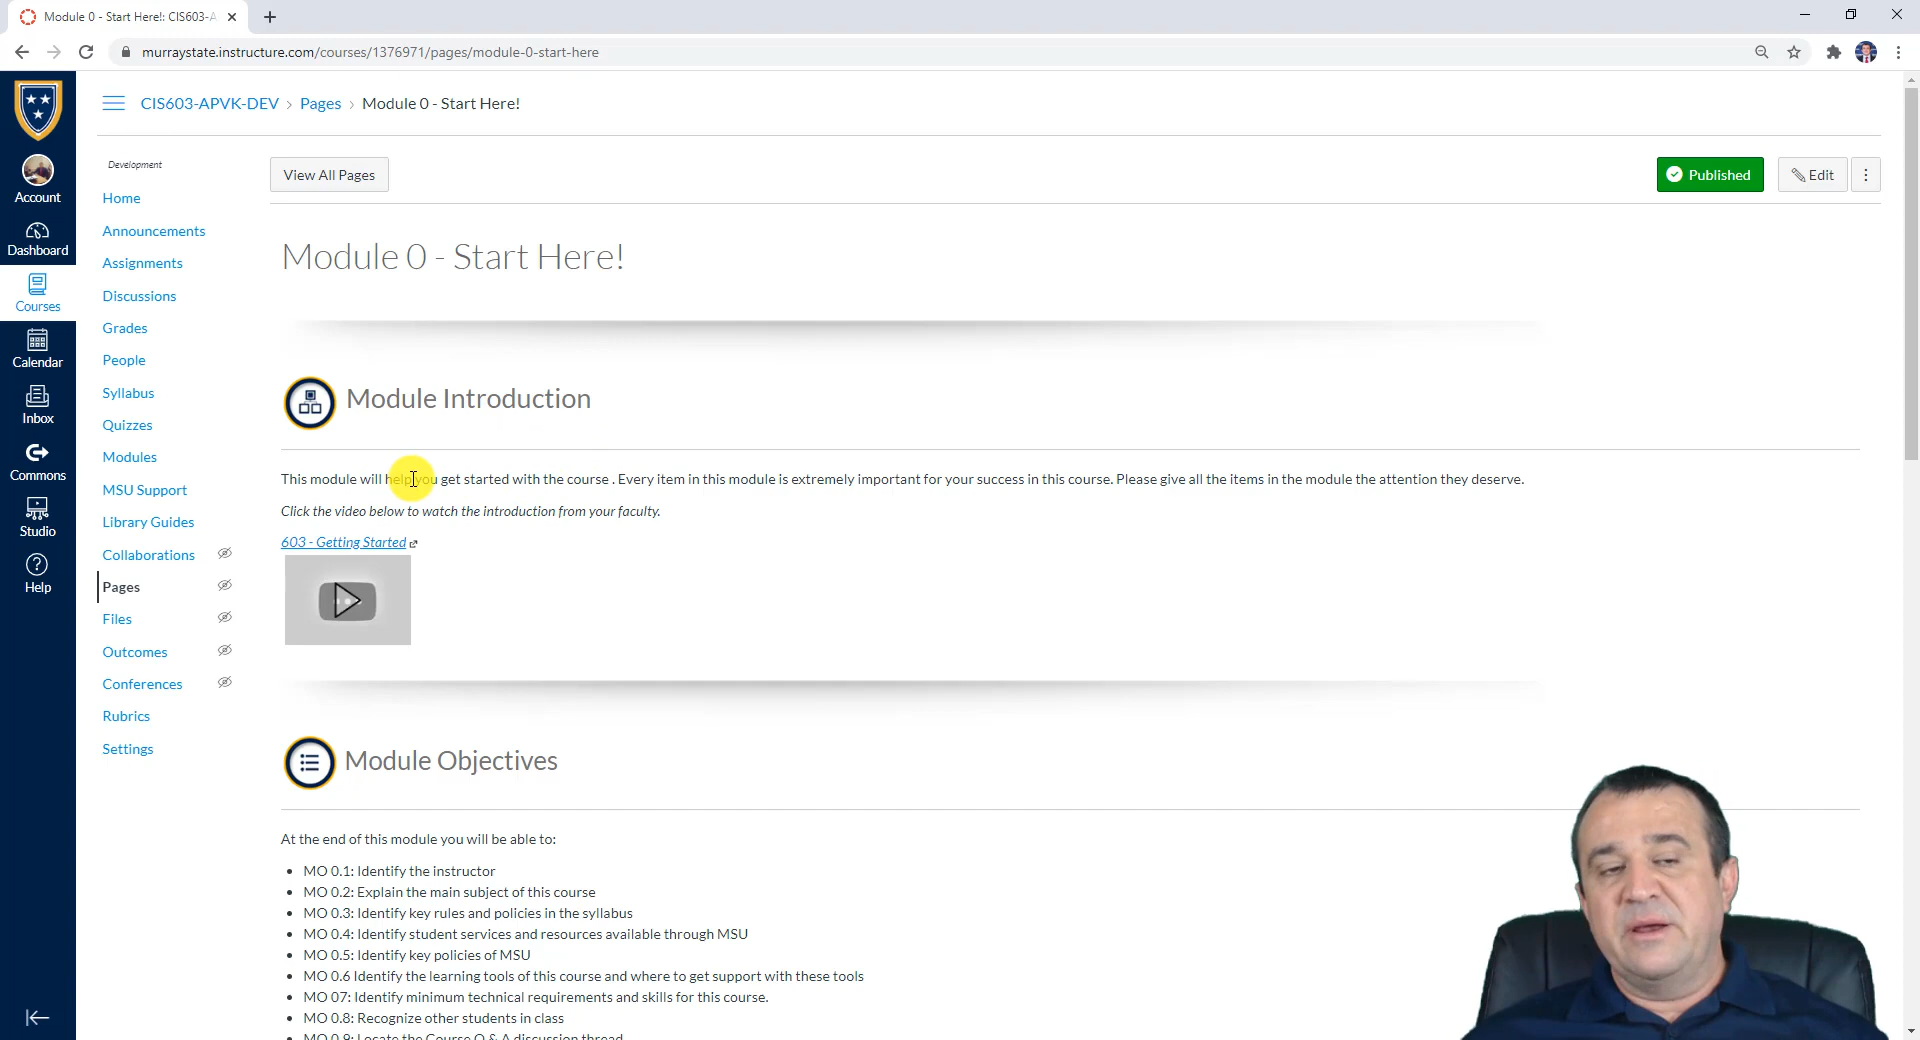 Module 0 - Start Here!: CIS603-A
murraystate.instructure.com/courses/1376971/pages/module-0-start-here
CIS603-APVK-DEV > Pages > Module 0 - Start Here!
Account
Dashboard
Courses
Calendar
Inbox
Commons
Studio
Help
Development
Home
Announcements
Assignments
Discussions
Grades
People
Syllabus
Quizzes
Modules
MSU Support
Library Guides
Collaborations
Pages
Files
Outcomes
Conferences
Rubrics
Settings
View All Pages
Published
Edit
Module 0 - Start Here!
Module Introduction
This module will help you get started with the course . Every item in this module is extremely important for your success in this course. Please give all the items in the module the attention they deserve.
Click the video below to watch the introduction from your faculty.
603 - Getting Started
Module Objectives
At the end of this module you will be able to:
• MO 0.1: Identify the instructor
• MO 0.2: Explain the main subject of this course
• MO 0.3: Identify key rules and policies in the syllabus
• MO 0.4: Identify student services and resources available through MSU
• MO 0.5: Identify key policies of MSU
• MO 0.6 Identify the learning tools of this course and where to get support with these tools
• MO 07: Identify minimum technical requirements and skills for this course.
• MO 0.8: Recognize other students in class
• MO 0.9: Locate the Course Q & A discussion thread